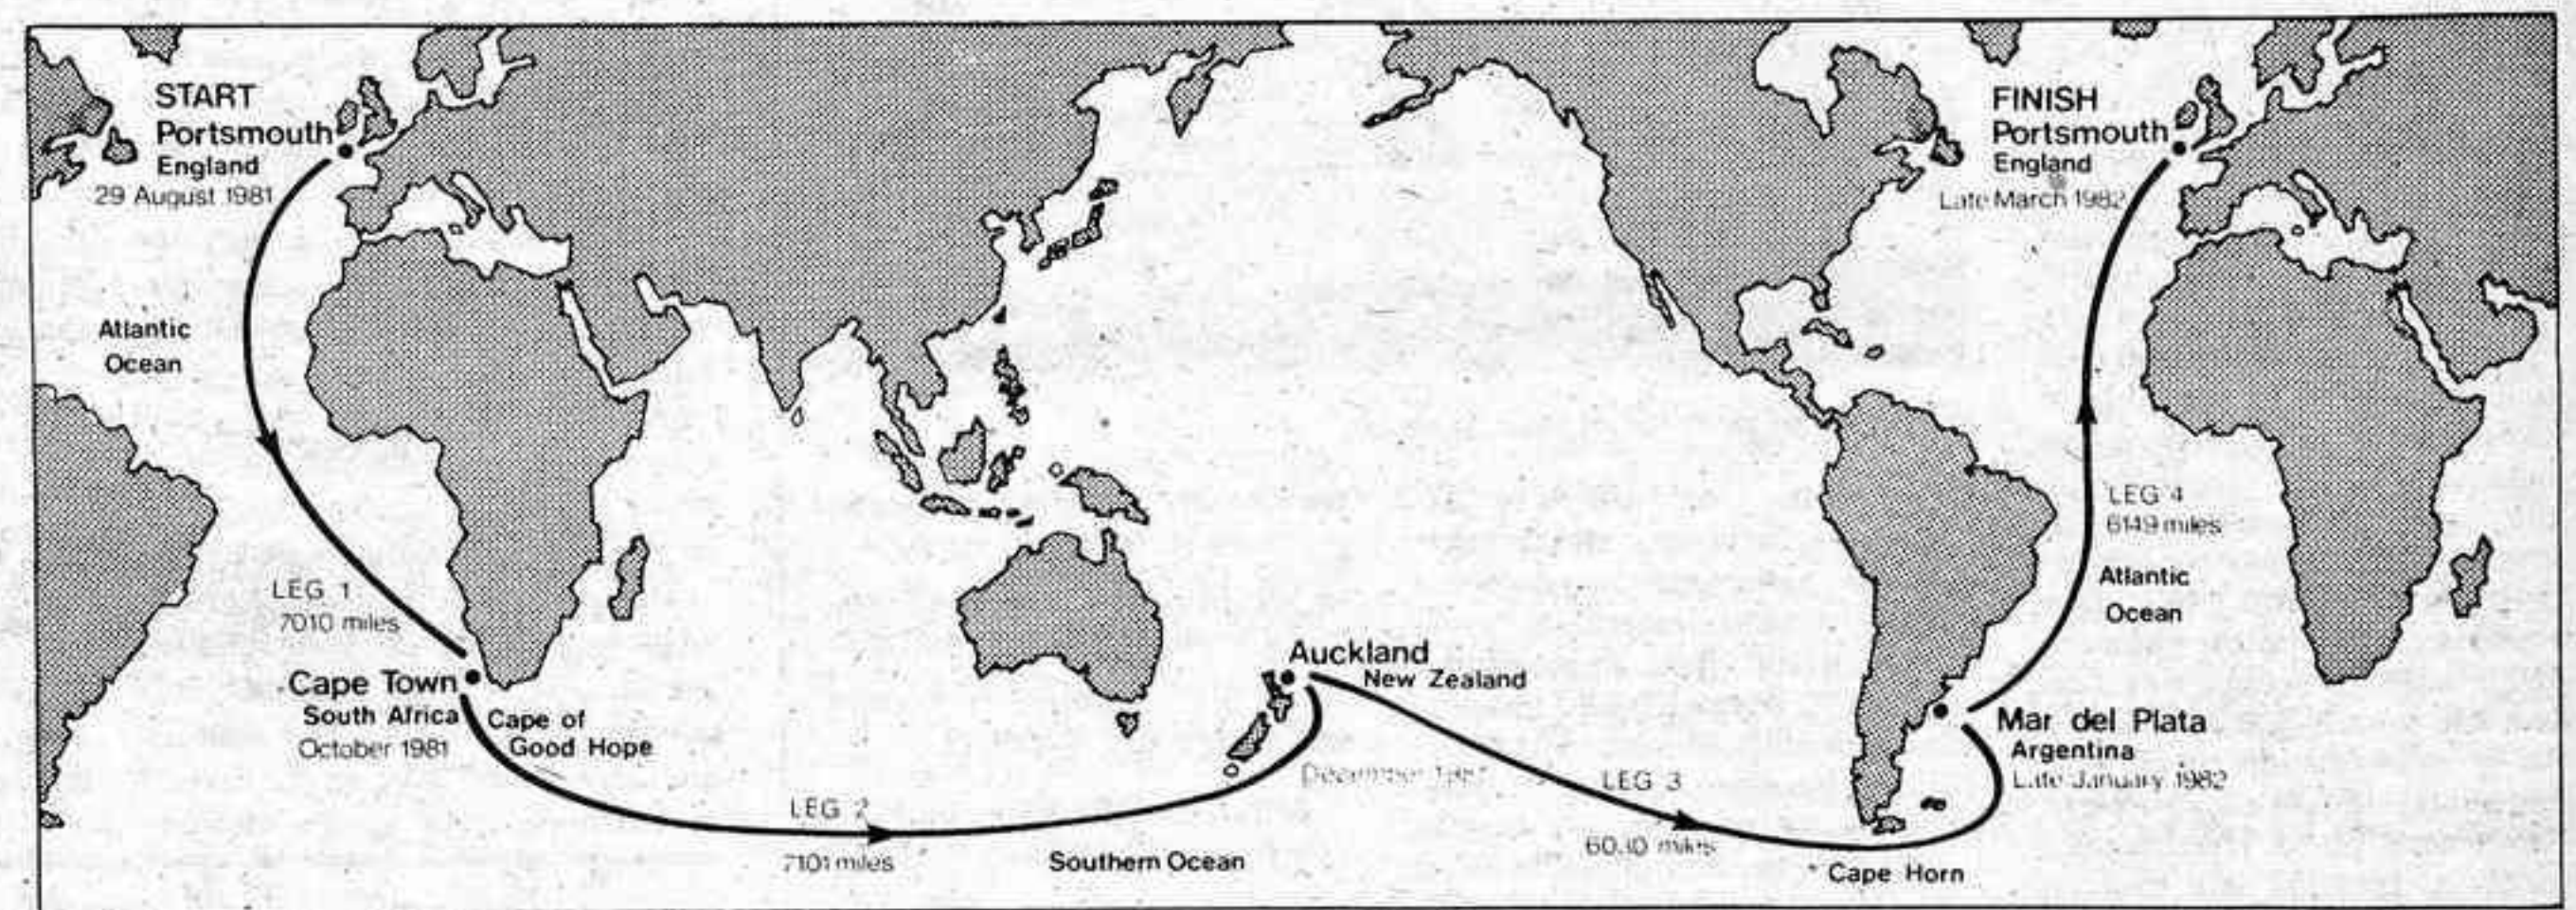 START
Portsmouth
England
29 August 1981
Atlantic
Ocean
LEG 1
7010 miles
Cape Town
South Africa
October 1981
Cape of
Good Hope
LEG 2
7101 miles
Southern Ocean
Auckland
New Zealand
December
LEG 3
miles
Cape Horn
Mar del Plata
Argentina
Late January 1982
LEG 4
6149 miles
Atlantic
Ocean
FINISH
Portsmouth
England
Late March 1982